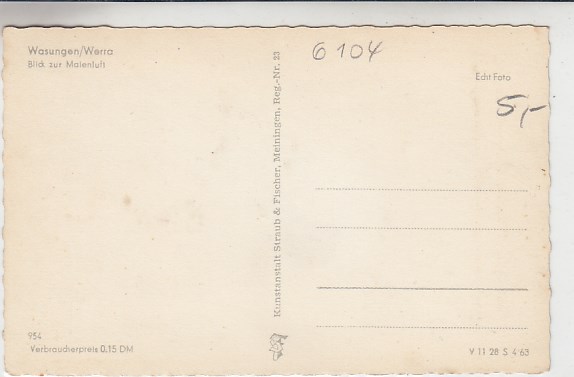 Wasungen/Werra
Blick zur Maienluft
6104
Echt Foto
5,-
Kunstanstalt Straub & Fischer, Meiningen, Reg.-Nr. 23
954
Verbraucherpreis 0.15 DM
V 11 28 S 4 63